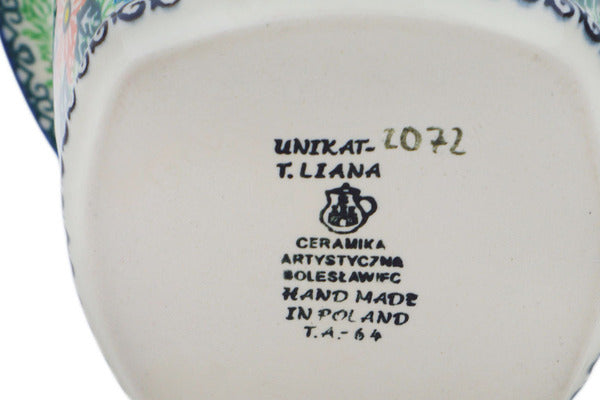 UNIKAT-2072
T. LIANA
CERAMIKA
ARTYSTYCZNA
BOLESŁAWIEC
HAND MADE
IN POLAND
T.A.-64